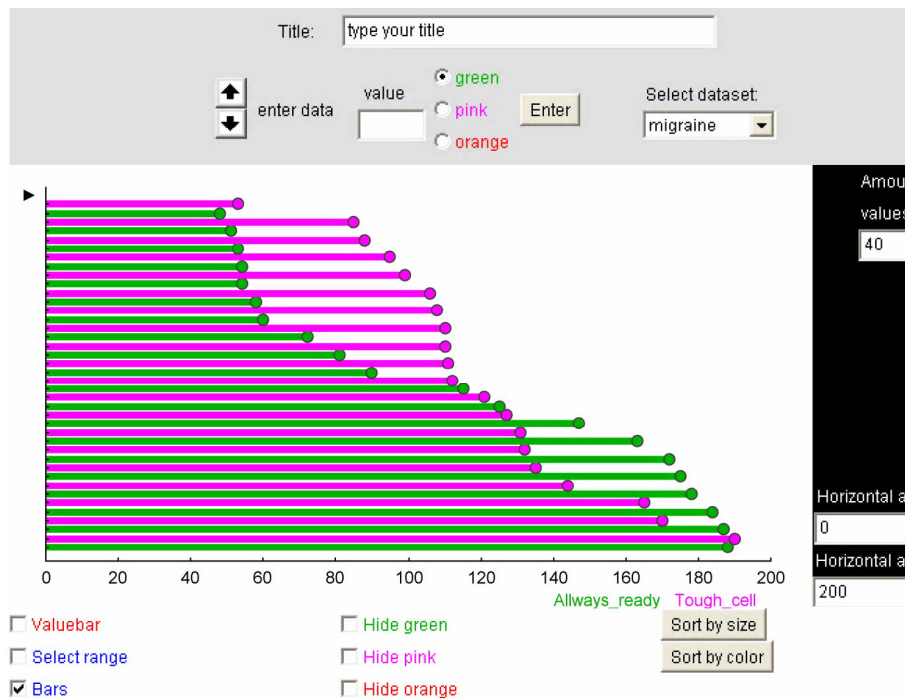 Title: type your title
green
value
Select dataset:
enter data pink Enter
migraine
orange
Amou
values
40
Horizontal a
0
Horizontal a
200
0 20 40 60 80 100 120 140 160 180 200
Allways_ready Tough_cell
Valuebar Hide green Sort by size
Select range Hide pink Sort by color
Bars Hide orange